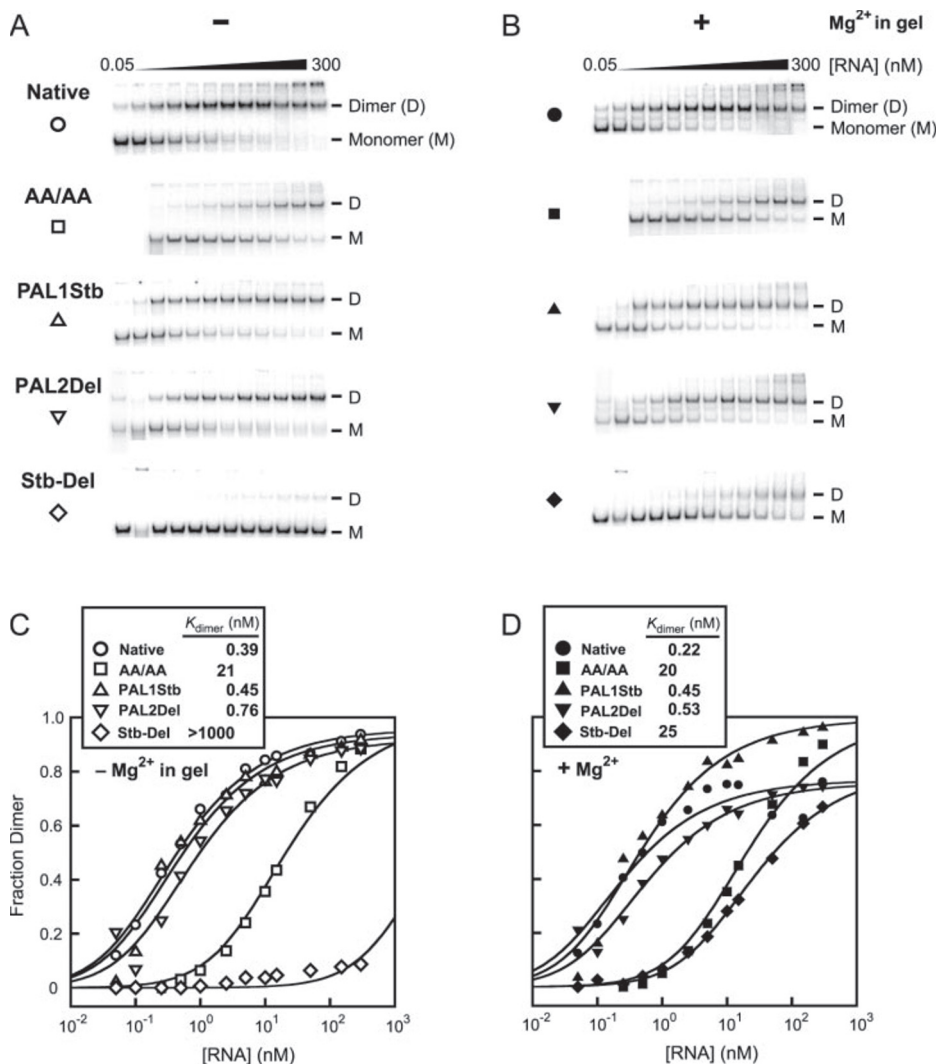 A
−
0.05
300
Native
Dimer (D)
Monomer (M)
AA/AA
D
M
PAL1Stb
D
M
PAL2Del
D
M
Stb-Del
D
M
B
+
Mg2+ in gel
0.05
300
[RNA] (nM)
Dimer (D)
Monomer (M)
D
M
D
M
D
M
D
M
C
Kdimer (nM)
Native 0.39
AA/AA 21
PAL1Stb 0.45
PAL2Del 0.76
Stb-Del >1000
− Mg2+ in gel
Fraction Dimer
1.0
0.8
0.6
0.4
0.2
0
10-2 10-1 100 101 102 103
[RNA] (nM)
D
Kdimer (nM)
Native 0.22
AA/AA 20
PAL1Stb 0.45
PAL2Del 0.53
Stb-Del 25
+ Mg2+
10-2 10-1 100 101 102 103
[RNA] (nM)